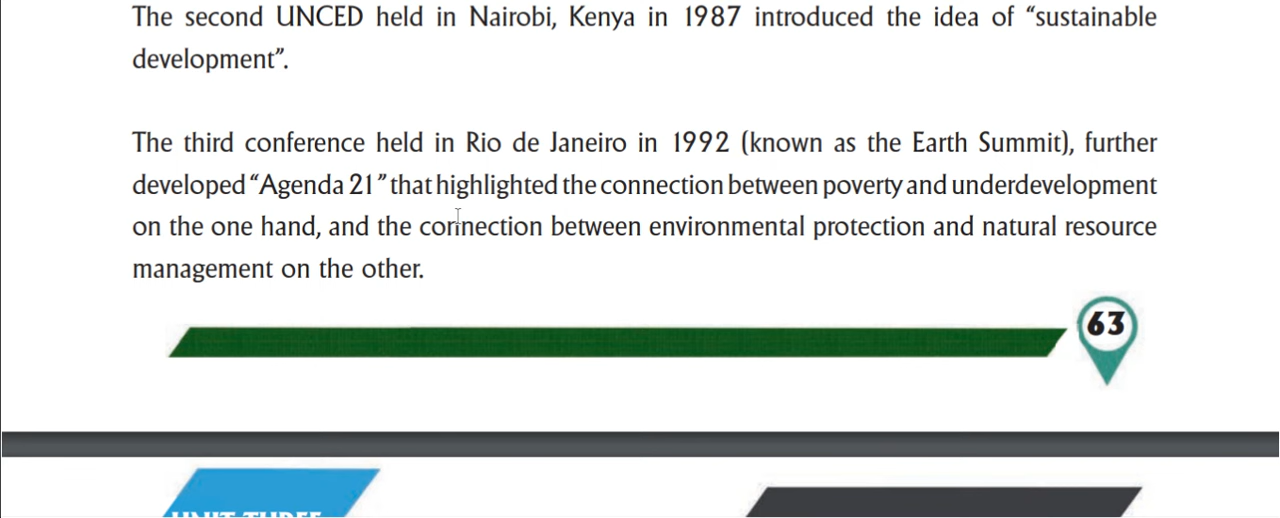 The second UNCED held in Nairobi, Kenya in 1987 introduced the idea of “sustainable
development”.
The third conference held in Rio de Janeiro in 1992 (known as the Earth Summit), further
developed “Agenda 21” that highlighted the connection between poverty and underdevelopment
on the one hand, and the connection between environmental protection and natural resource
management on the other.
63
UNIT THREE